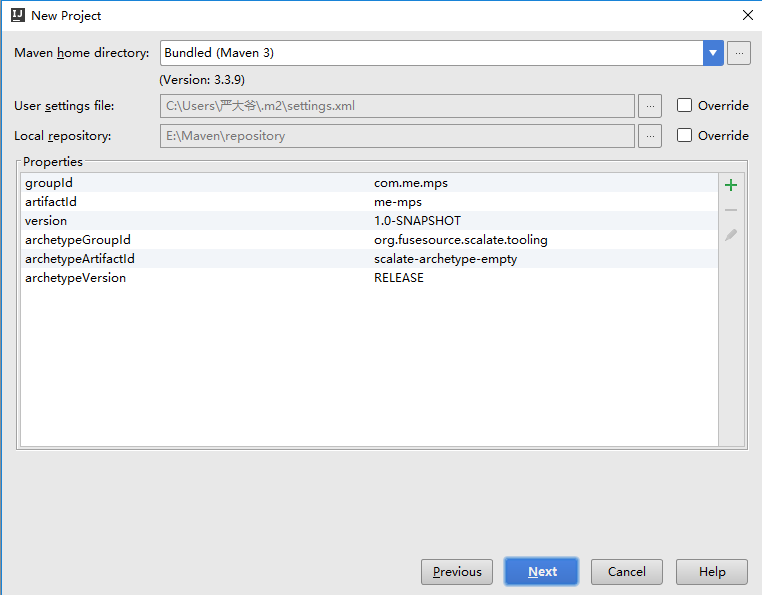 New Project
Maven home directory: Bundled (Maven 3) ...
(Version: 3.3.9)
User settings file: C:\Users\严大爷\.m2\settings.xml ... Override
Local repository: E:\Maven\repository ... Override
Properties
groupId com.me.mps
artifactId me-mps
version 1.0-SNAPSHOT
archetypeGroupId org.fusesource.scalate.tooling
archetypeArtifactId scalate-archetype-empty
archetypeVersion RELEASE
Previous Next Cancel Help